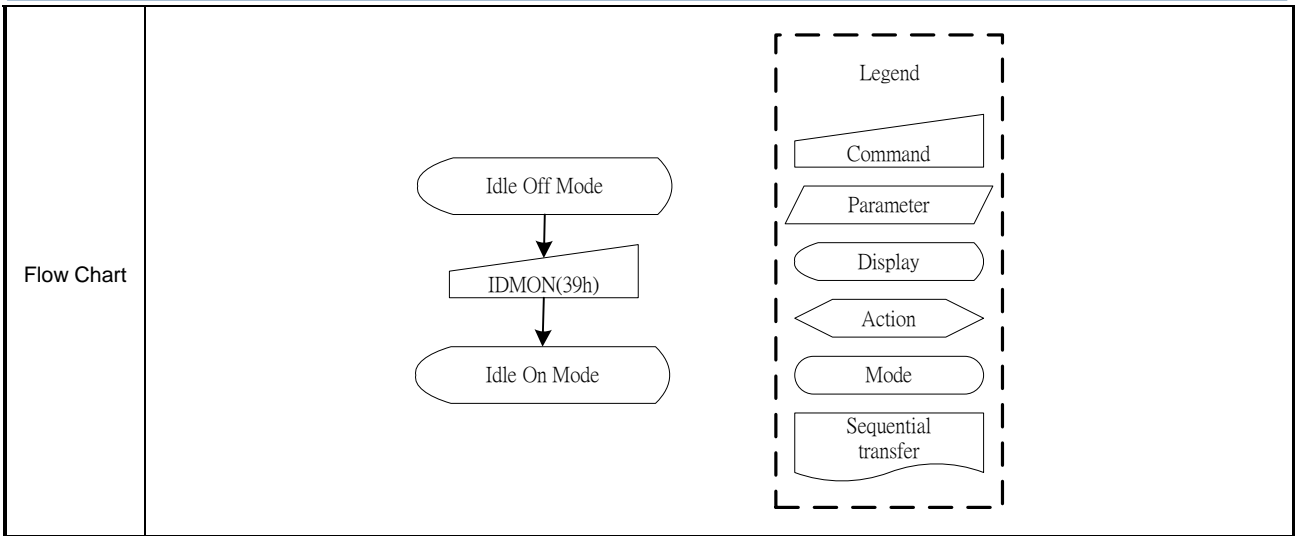 Flow Chart
Idle Off Mode
IDMON(39h)
Idle On Mode
Legend
Command
Parameter
Display
Action
Mode
Sequential
transfer